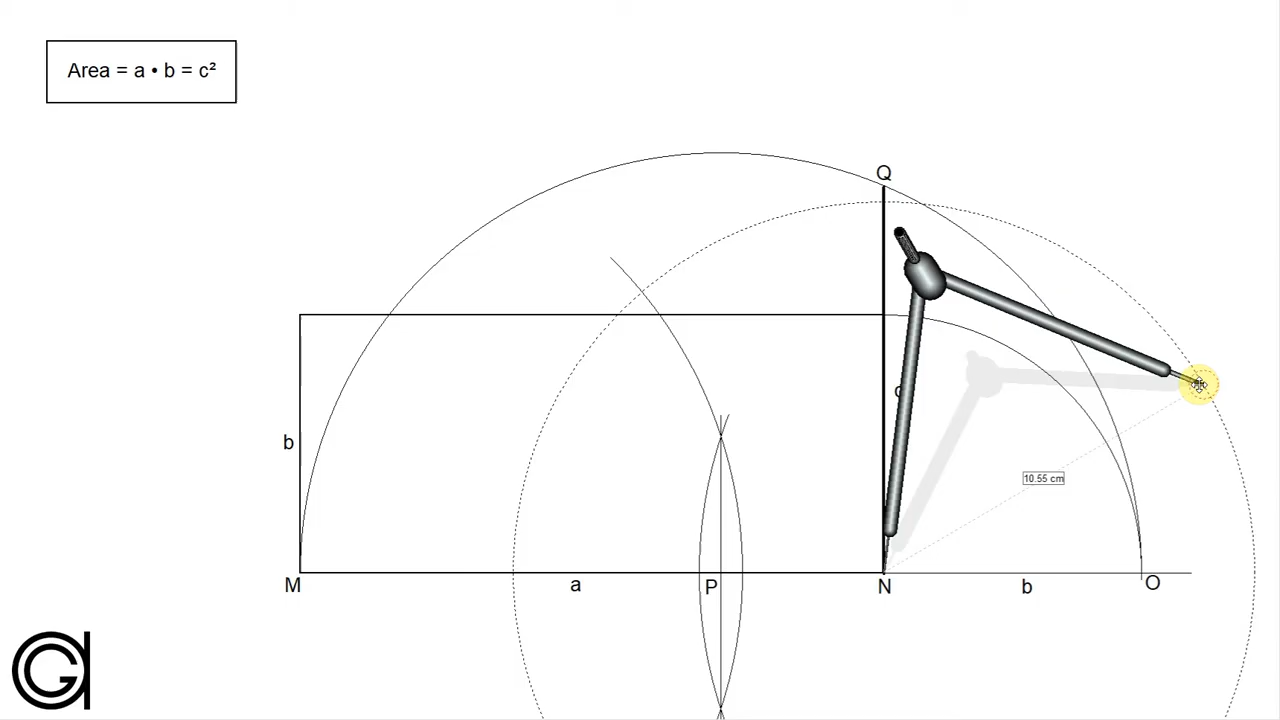 Area = a • b = c²
Q
b
10.55 cm
M
a
P
N
b
O